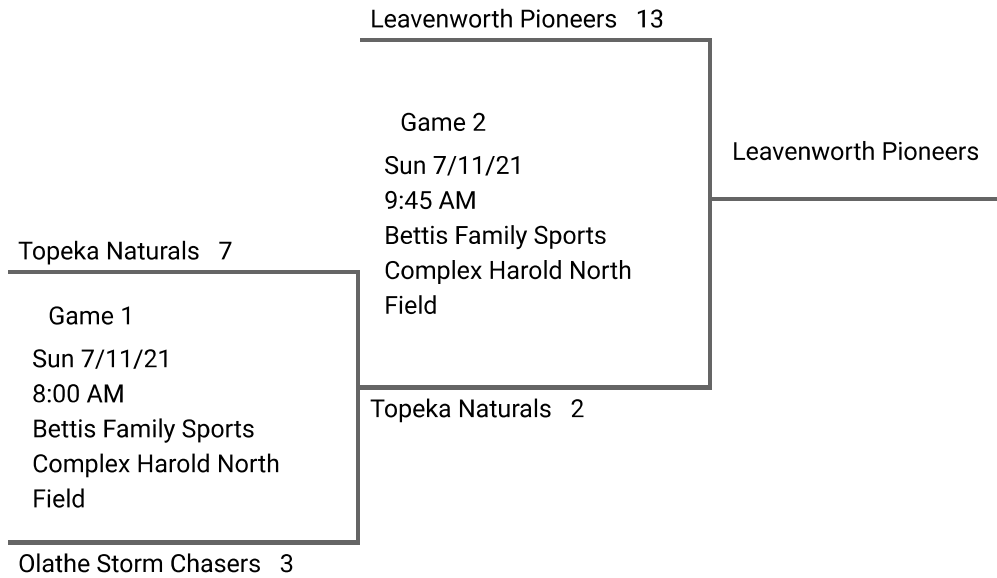 Leavenworth Pioneers 13
Game 2
Sun 7/11/21
9:45 AM
Bettis Family Sports
Complex Harold North
Field
Leavenworth Pioneers
Topeka Naturals 7
Game 1
Sun 7/11/21
8:00 AM
Bettis Family Sports
Complex Harold North
Field
Topeka Naturals 2
Olathe Storm Chasers 3